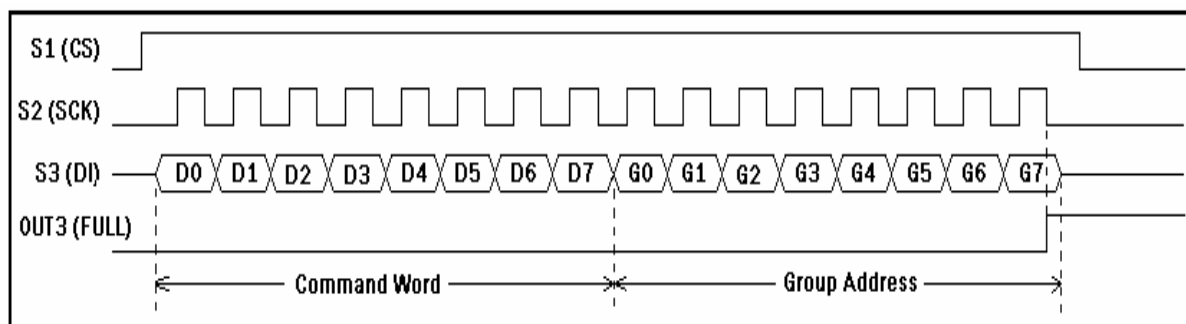 S1 (CS)
S2 (SCK)
S3 (DI) D0 D1 D2 D3 D4 D5 D6 D7 G0 G1 G2 G3 G4 G5 G6 G7
OUT3 (FULL)
Command Word Group Address